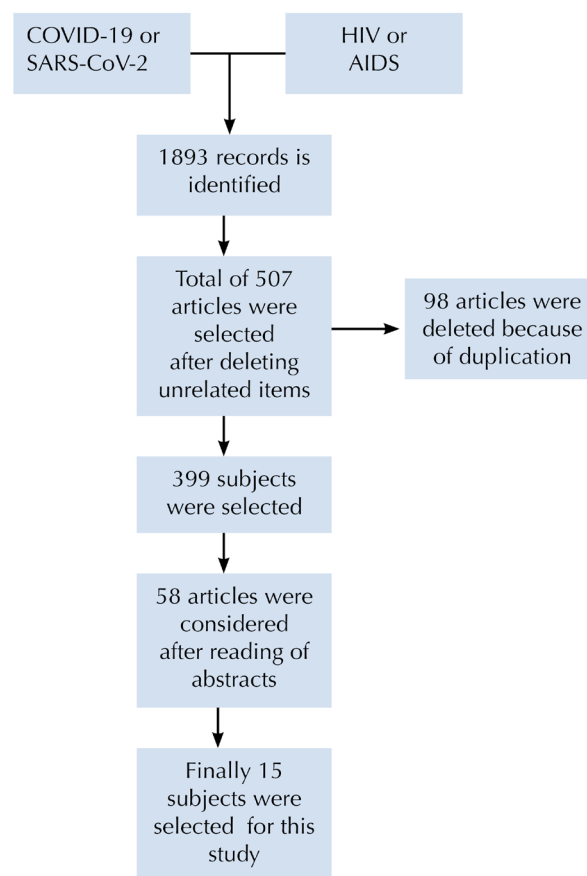 COVID-19 or
SARS-CoV-2
HIV or
AIDS
1893 records is
identified
Total of 507
articles were
selected
after deleting
unrelated items
98 articles were
deleted because
of duplication
399 subjects
were selected
58 articles were
considered
after reading of
abstracts
Finally 15
subjects were
selected for this
study